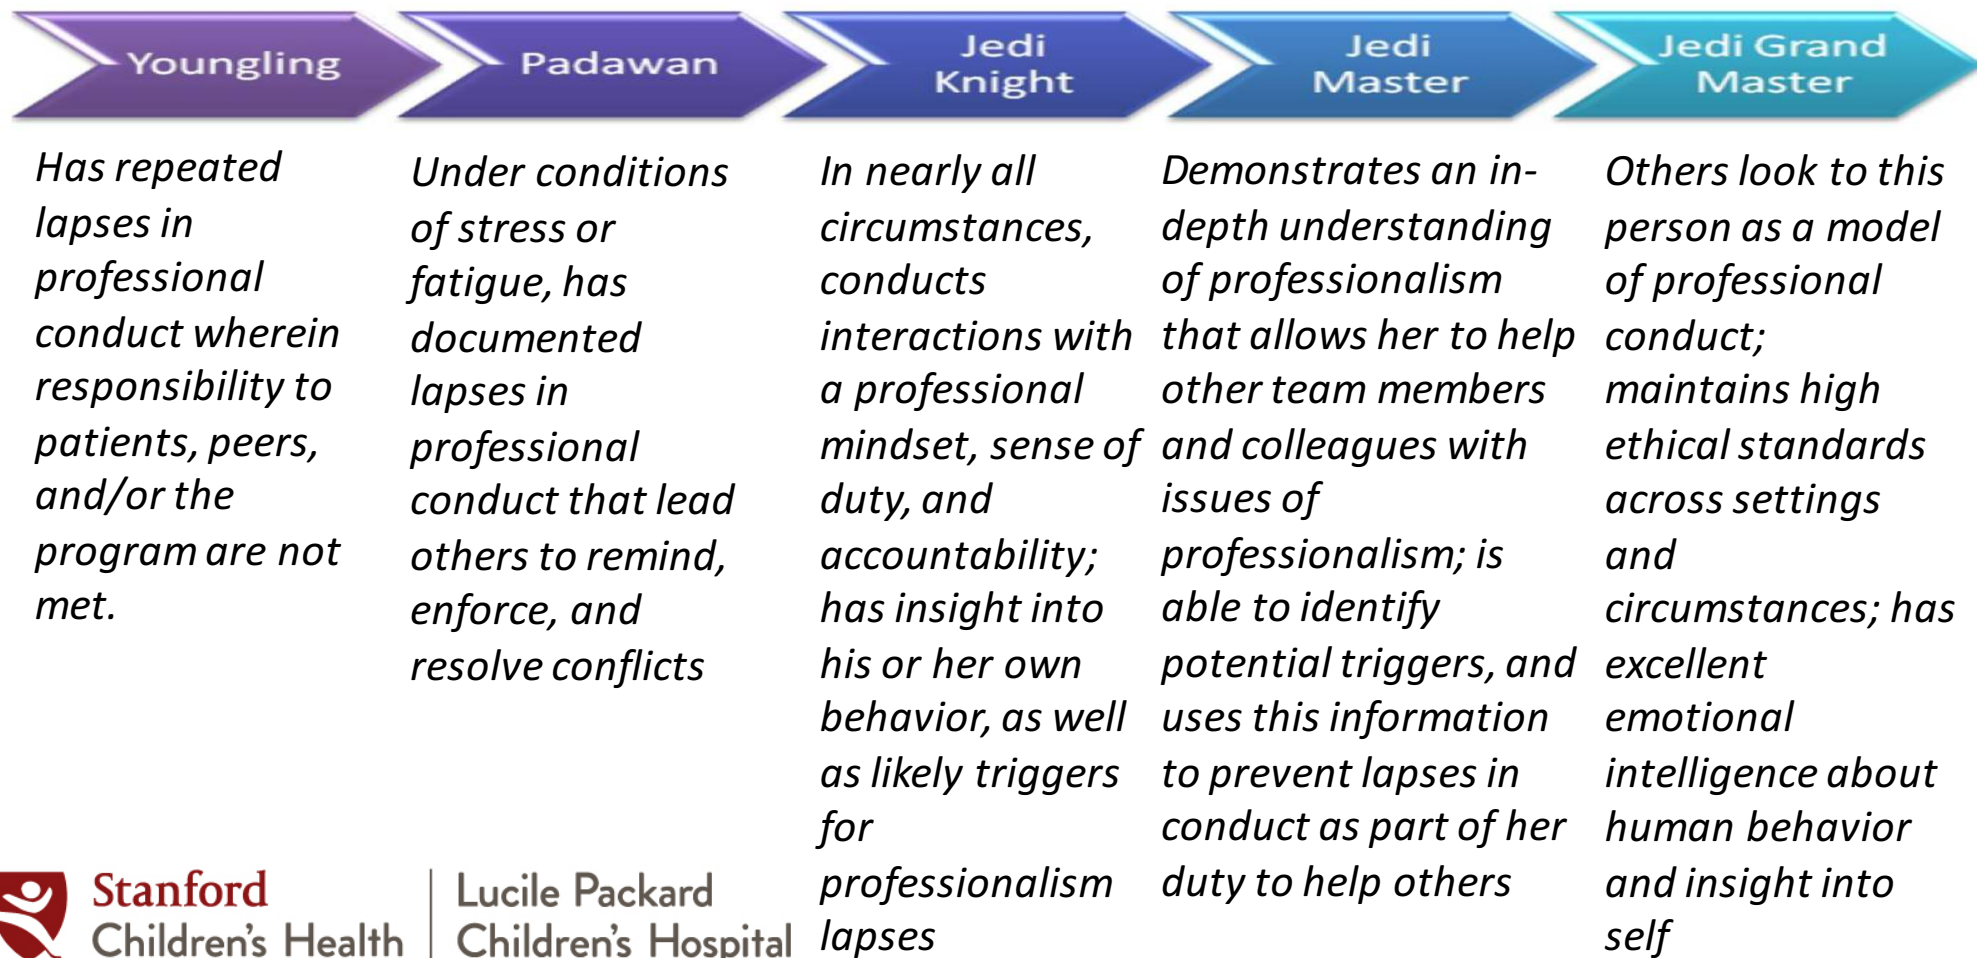 Youngling
Padawan
Jedi
Knight
Jedi
Master
Jedi Grand
Master
Has repeated
lapses in
professional
conduct wherein
responsibility to
patients, peers,
and/or the
program are not
met.
Under conditions
of stress or
fatigue, has
documented
lapses in
professional
conduct that lead
others to remind,
enforce, and
resolve conflicts
In nearly all
circumstances,
conducts
interactions with
a professional
mindset, sense of
duty, and
accountability;
has insight into
his or her own
behavior, as well
as likely triggers
for
professionalism
lapses
Demonstrates an in-
depth understanding
of professionalism
that allows her to help
other team members
and colleagues with
issues of
professionalism; is
able to identify
potential triggers, and
uses this information
to prevent lapses in
conduct as part of her
duty to help others
Others look to this
person as a model
of professional
conduct;
maintains high
ethical standards
across settings
and
circumstances; has
excellent
emotional
intelligence about
human behavior
and insight into
self
Stanford
Children's Health
Lucile Packard
Children's Hospital